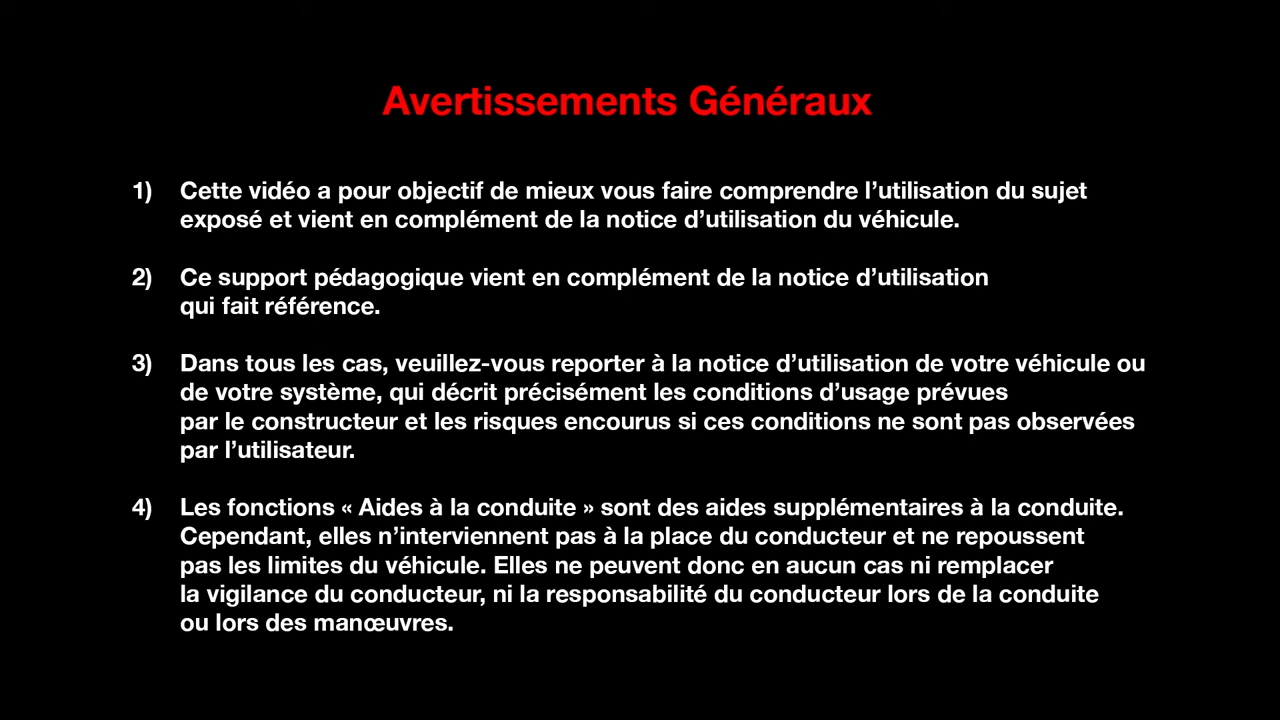 Avertissements Généraux
1) Cette vidéo a pour objectif de mieux vous faire comprendre l’utilisation du sujet
exposé et vient en complément de la notice d’utilisation du véhicule.
2) Ce support pédagogique vient en complément de la notice d’utilisation
qui fait référence.
3) Dans tous les cas, veuillez-vous reporter à la notice d’utilisation de votre véhicule ou
de votre système, qui décrit précisément les conditions d’usage prévues
par le constructeur et les risques encourus si ces conditions ne sont pas observées
par l’utilisateur.
4) Les fonctions « Aides à la conduite » sont des aides supplémentaires à la conduite.
Cependant, elles n’interviennent pas à la place du conducteur et ne repoussent
pas les limites du véhicule. Elles ne peuvent donc en aucun cas ni remplacer
la vigilance du conducteur, ni la responsabilité du conducteur lors de la conduite
ou lors des manœuvres.